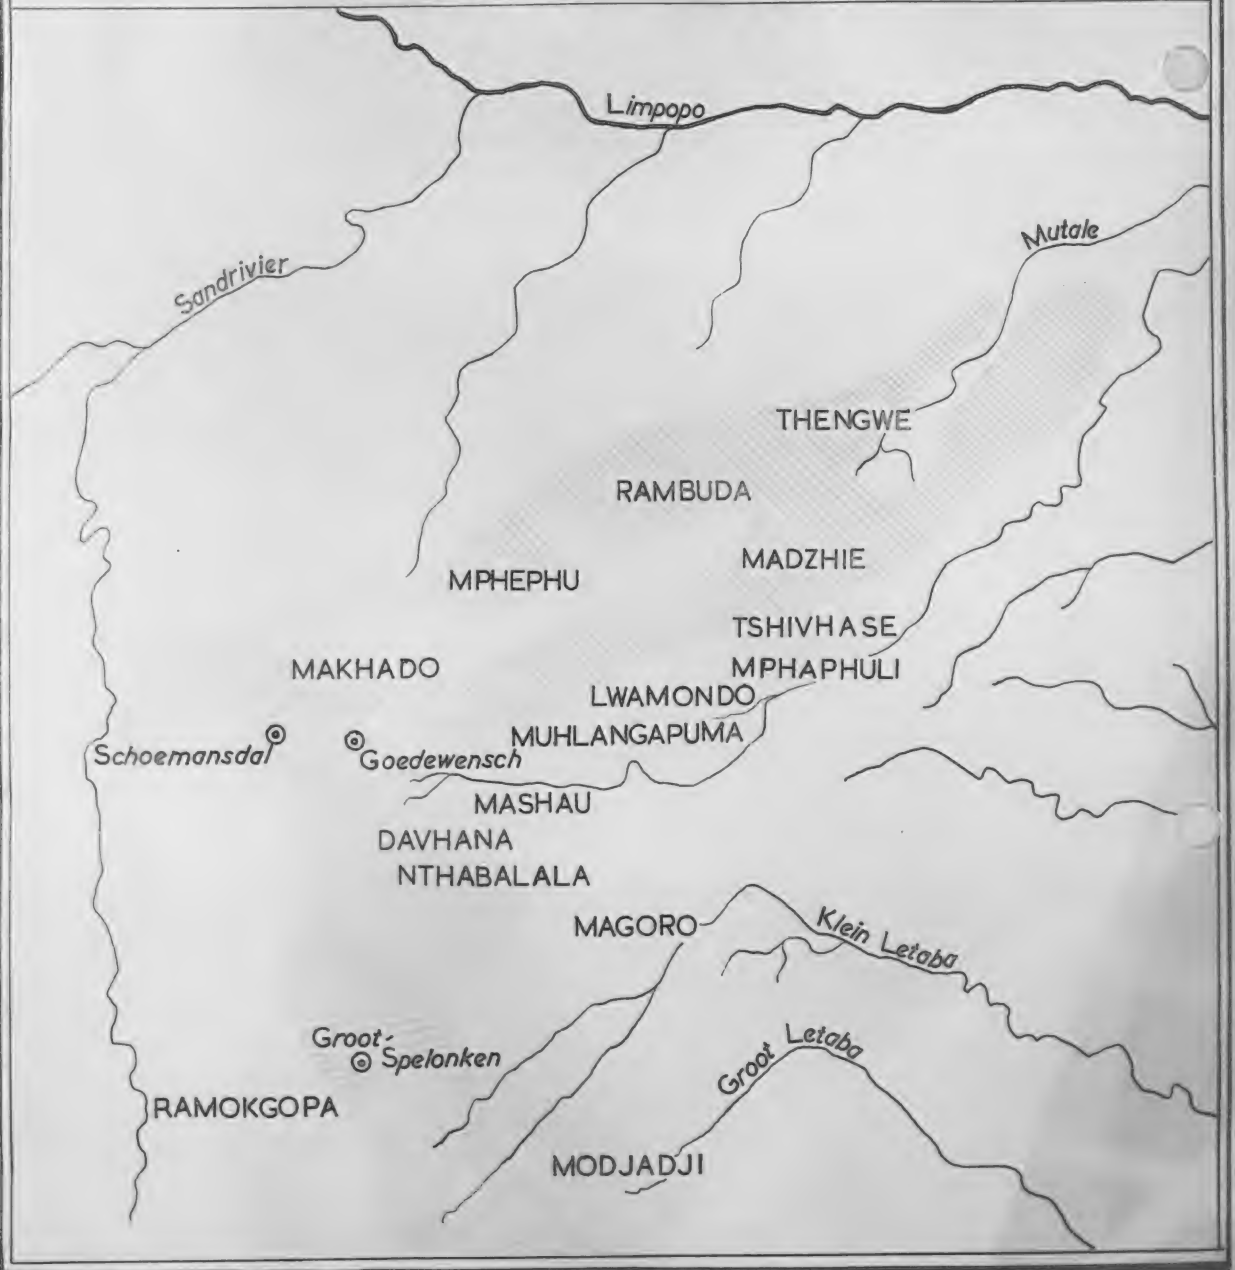 Limpopo
Mutale
Sandrivier
THENGWE
RAMBUDA
MADZHIE
MPHEPHU
TSHIVHASE
MAKHADO
MPHAPHULI
LWAMONDO
MUHLANGAPUMA
Schoemansdal
Goedewensch
MASHAU
DAVHANA
NTHABALALA
MAGORO
Klein Letaba
Groot-
Spelonken
Groot Letaba
RAMOKGOPA
MODJADJI